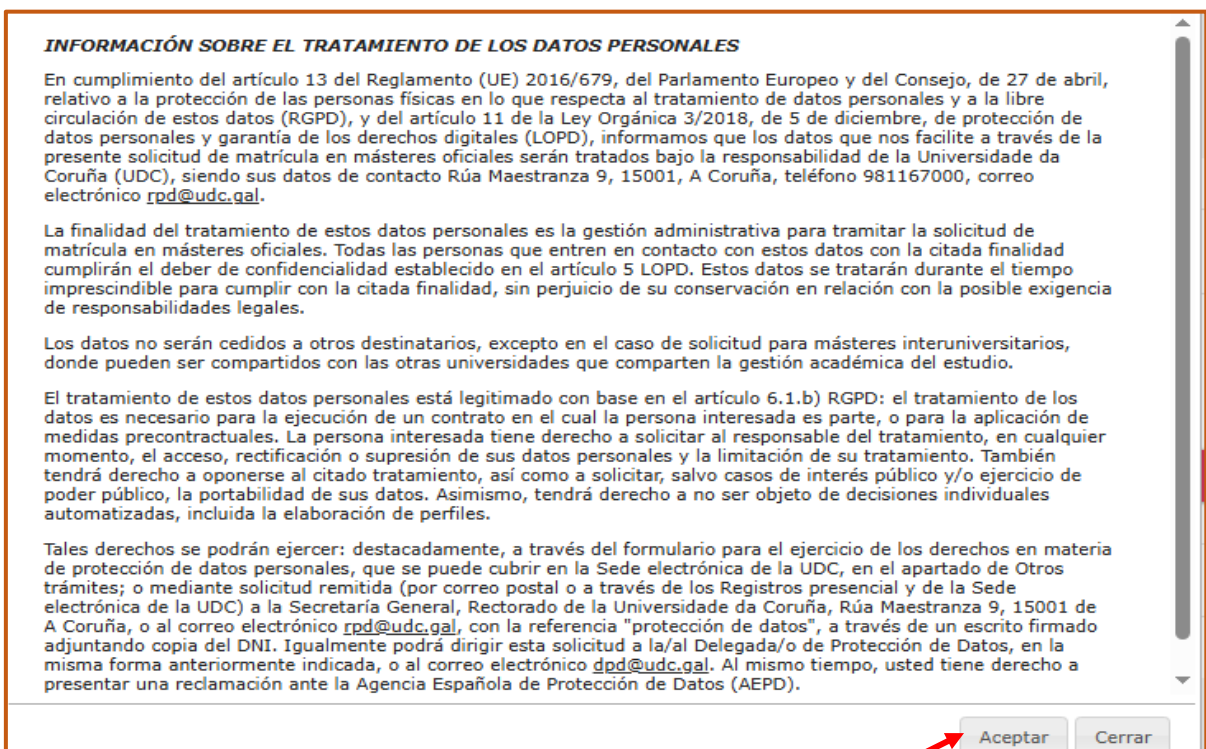 INFORMACIÓN SOBRE EL TRATAMIENTO DE LOS DATOS PERSONALES
En cumplimiento del artículo 13 del Reglamento (UE) 2016/679, del Parlamento Europeo y del Consejo, de 27 de abril,
relativo a la protección de las personas físicas en lo que respecta al tratamiento de datos personales y a la libre
circulación de estos datos (RGPD), y del artículo 11 de la Ley Orgánica 3/2018, de 5 de diciembre, de protección de
datos personales y garantía de los derechos digitales (LOPD), informamos que los datos que nos facilite a través de la
presente solicitud de matrícula en másteres oficiales serán tratados bajo la responsabilidad de la Universidade da
Coruña (UDC), siendo sus datos de contacto Rúa Maestranza 9, 15001, A Coruña, teléfono 981167000, correo
electrónico rpd@udc.gal.
La finalidad del tratamiento de estos datos personales es la gestión administrativa para tramitar la solicitud de
matrícula en másteres oficiales. Todas las personas que entren en contacto con estos datos con la citada finalidad
cumplirán el deber de confidencialidad establecido en el artículo 5 LOPD. Estos datos se tratarán durante el tiempo
imprescindible para cumplir con la citada finalidad, sin perjuicio de su conservación en relación con la posible exigencia
de responsabilidades legales.
Los datos no serán cedidos a otros destinatarios, excepto en el caso de solicitud para másteres interuniversitarios,
donde pueden ser compartidos con las otras universidades que comparten la gestión académica del estudio.
El tratamiento de estos datos personales está legitimado con base en el artículo 6.1.b) RGPD: el tratamiento de los
datos es necesario para la ejecución de un contrato en el cual la persona interesada es parte, o para la aplicación de
medidas precontractuales. La persona interesada tiene derecho a solicitar al responsable del tratamiento, en cualquier
momento, el acceso, rectificación o supresión de sus datos personales y la limitación de su tratamiento. También
tendrá derecho a oponerse al citado tratamiento, así como a solicitar, salvo casos de interés público y/o ejercicio de
poder público, la portabilidad de sus datos. Asimismo, tendrá derecho a no ser objeto de decisiones individuales
automatizadas, incluida la elaboración de perfiles.
Tales derechos se podrán ejercer: destacadamente, a través del formulario para el ejercicio de los derechos en materia
de protección de datos personales, que se puede cubrir en la Sede electrónica de la UDC, en el apartado de Otros
trámites; o mediante solicitud remitida (por correo postal o a través de los Registros presencial y de la Sede
electrónica de la UDC) a la Secretaría General, Rectorado de la Universidade da Coruña, Rúa Maestranza 9, 15001 de
A Coruña, o al correo electrónico rpd@udc.gal, con la referencia "protección de datos", a través de un escrito firmado
adjuntando copia del DNI. Igualmente podrá dirigir esta solicitud a la/al Delegada/o de Protección de Datos, en la
misma forma anteriormente indicada, o al correo electrónico dpd@udc.gal. Al mismo tiempo, usted tiene derecho a
presentar una reclamación ante la Agencia Española de Protección de Datos (AEPD).
Aceptar Cerrar